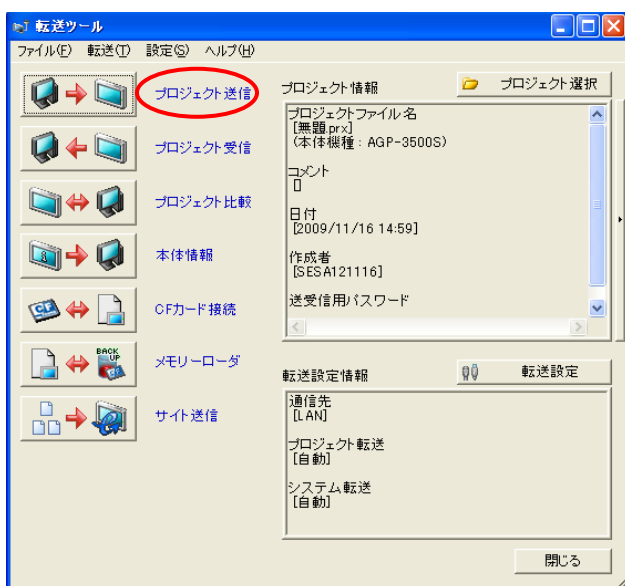 転送ツール
ファイル(F) 転送(T) 設定(S) ヘルプ(H)
プロジェクト送信
プロジェクト受信
プロジェクト比較
本体情報
CF
CFカード接続
BACK
UP
メモリーローダ
サイト送信
プロジェクト情報
プロジェクト選択
プロジェクトファイル名
[無題.prx]
(本体機種：AGP-3500S)
コメント
[]
日付
[2009/11/16 14:59]
作成者
[SESA121116]
送受信用パスワード
転送設定情報
転送設定
通信先
[LAN]
プロジェクト転送
[自動]
システム転送
[自動]
閉じる